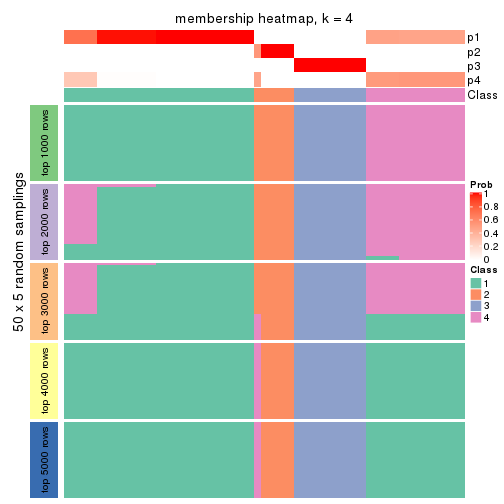 membership heatmap, k = 4
p1
p2
p3
p4
Class
50 x 5 random samplings
top 1000 rows
top 2000 rows
top 3000 rows
top 4000 rows
top 5000 rows
Prob
1
0.8
0.6
0.4
0.2
0
Class
1
2
3
4